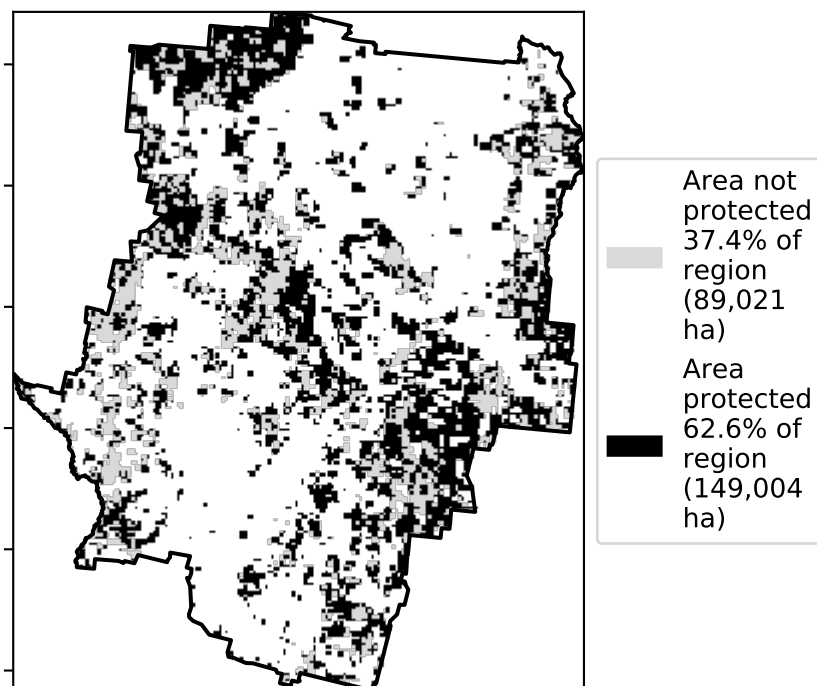 Area not
protected
37.4% of
region
(89,021
ha)
Area
protected
62.6% of
region
(149,004
ha)